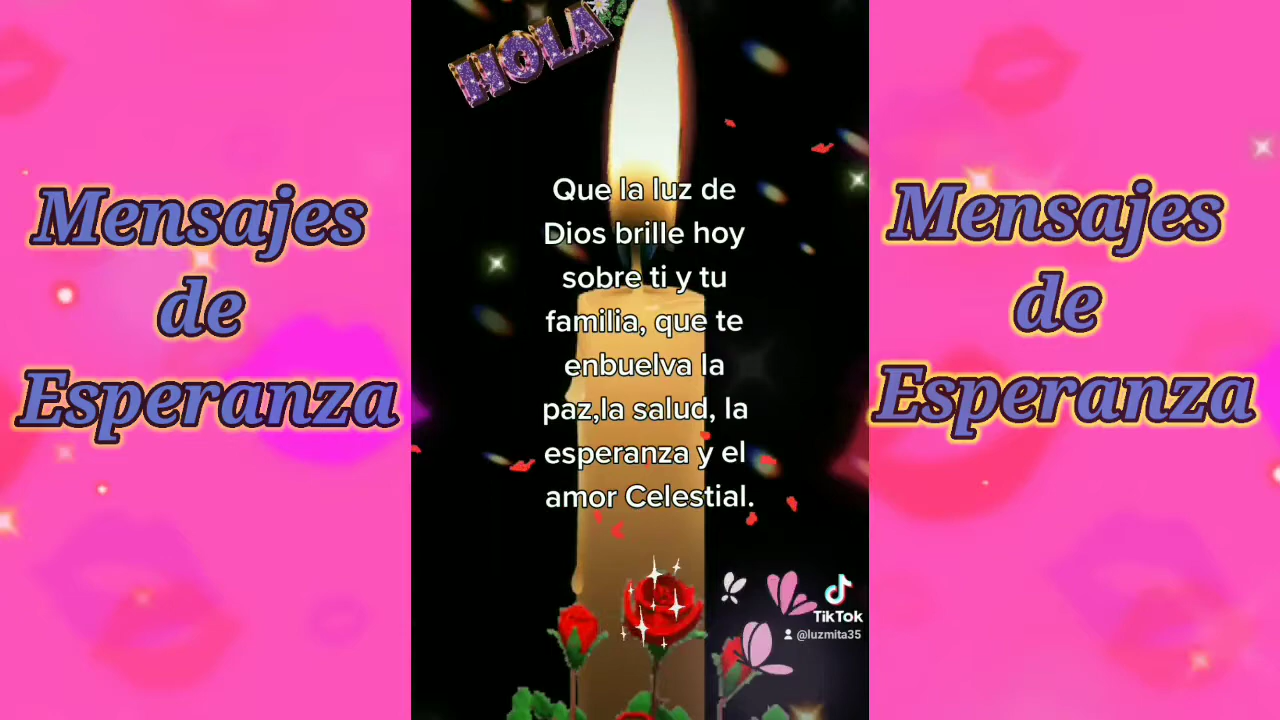 Mensajes
de
Esperanza
HOLA
Que la luz de
Dios brille hoy
sobre ti y tu
familia, que te
enbuelva la
paz,la salud, la
esperanza y el
amor Celestial.
TikTok
@luzmita35
Mensajes
de
Esperanza